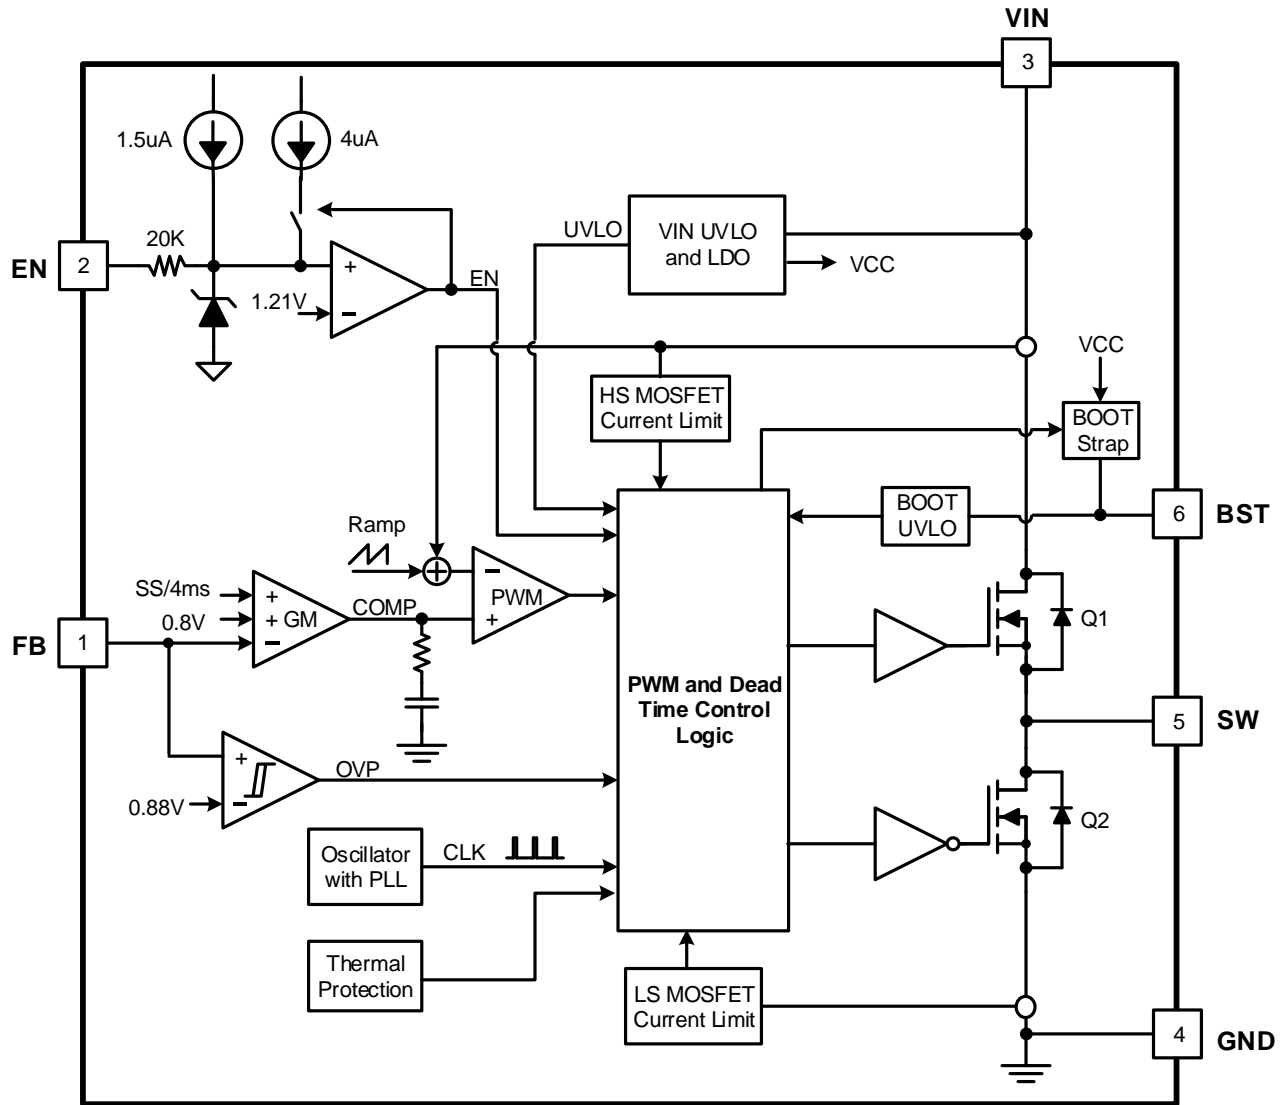 VIN
3
1.5uA
4uA
20K
EN
2
1.21V
+
−
EN
UVLO
VIN UVLO
and LDO
VCC
VCC
HS MOSFET
Current Limit
BOOT
Strap
BOOT
UVLO
6
BST
Ramp
+
−
PWM
+
SS/4ms
0.8V
+
+ GM
−
COMP
FB
1
PWM and Dead
Time Control
Logic
Q1
5
SW
+
−
0.88V
OVP
Q2
Oscillator
with PLL
CLK
Thermal
Protection
LS MOSFET
Current Limit
4
GND